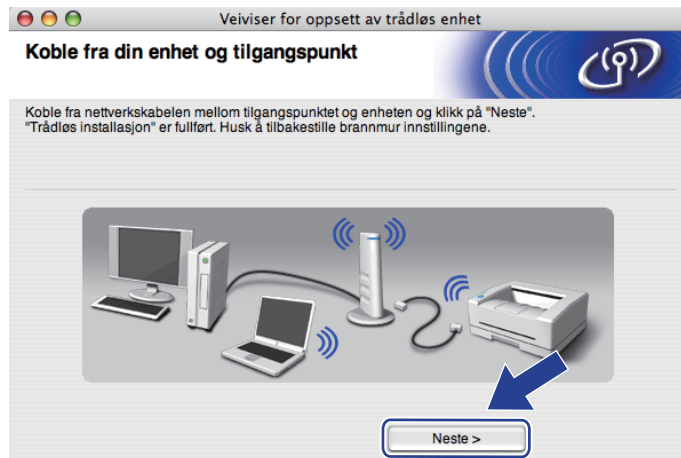 Veiviser for oppsett av trådløs enhet
Koble fra din enhet og tilgangspunkt
Koble fra nettverkskabelen mellom tilgangspunktet og enheten og klikk på "Neste".
"Trådløs installasjon" er fullført. Husk å tilbakestille brannmur innstillingene.
Neste >